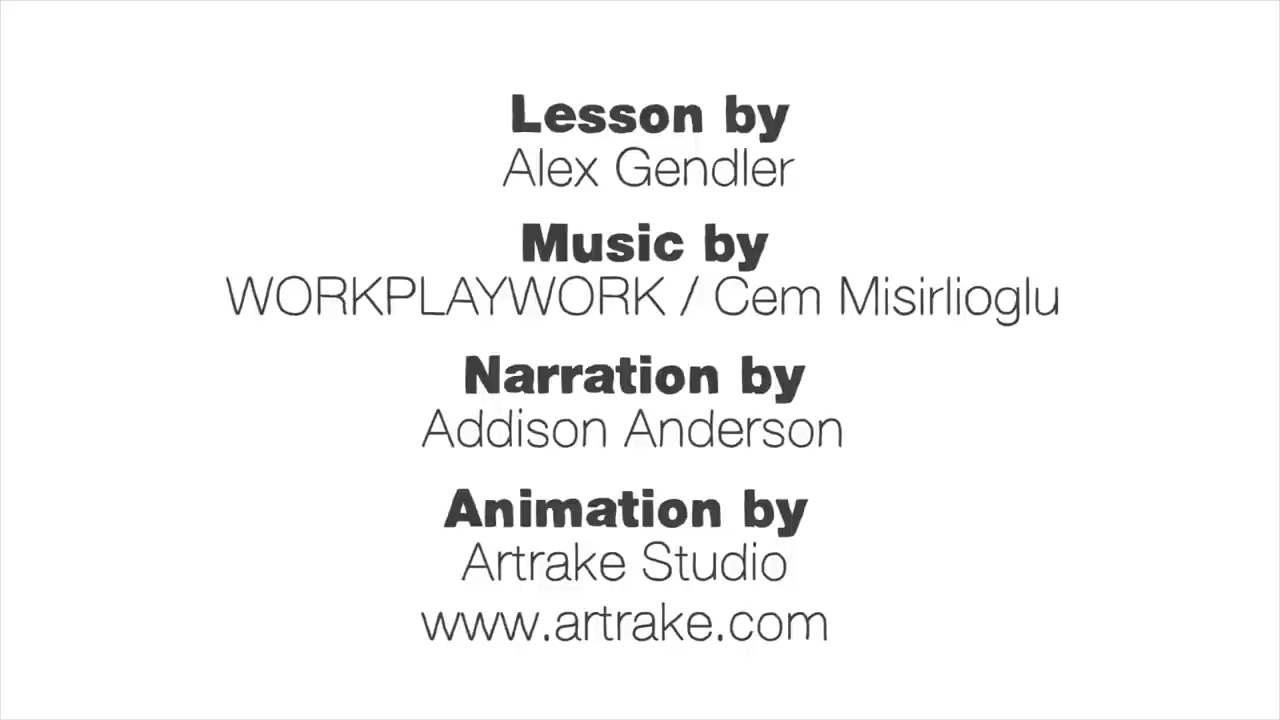 Lesson by
Alex Gendler
Music by
WORKPLAYWORK / Cem Misirlioglu
Narration by
Addison Anderson
Animation by
Artrake Studio
www.artrake.com